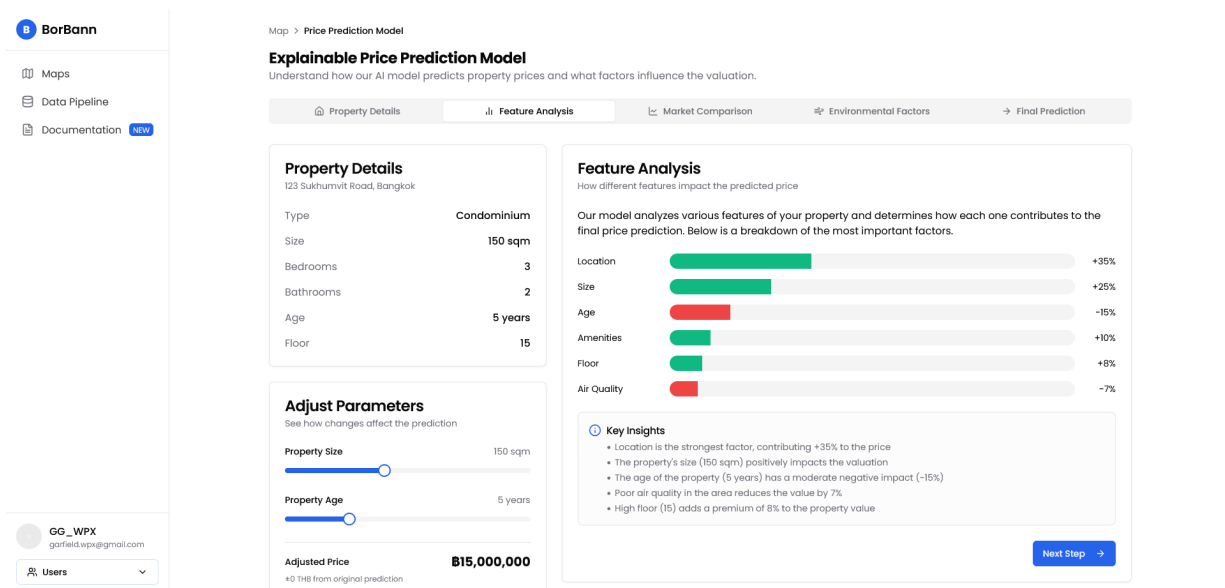 B BorBann
Maps
Data Pipeline
Documentation NEW
GG_WPX
garfield.wpx@gmail.com
Users
Map > Price Prediction Model
Explainable Price Prediction Model
Understand how our AI model predicts property prices and what factors influence the valuation.
Property Details Feature Analysis Market Comparison Environmental Factors Final Prediction
Property Details
123 Sukhumvit Road, Bangkok
Type Condominium
Size 150 sqm
Bedrooms 3
Bathrooms 2
Age 5 years
Floor 15
Adjust Parameters
See how changes affect the prediction
Property Size 150 sqm
Property Age 5 years
Adjusted Price ฿15,000,000
±0 THB from original prediction
Feature Analysis
How different features impact the predicted price
Our model analyzes various features of your property and determines how each one contributes to the
final price prediction. Below is a breakdown of the most important factors.
Location +35%
Size +25%
Age -15%
Amenities +10%
Floor +8%
Air Quality -7%
Key Insights
• Location is the strongest factor, contributing +35% to the price
• The property's size (150 sqm) positively impacts the valuation
• The age of the property (5 years) has a moderate negative impact (-15%)
• Poor air quality in the area reduces the value by 7%
• High floor (15) adds a premium of 8% to the property value
Next Step